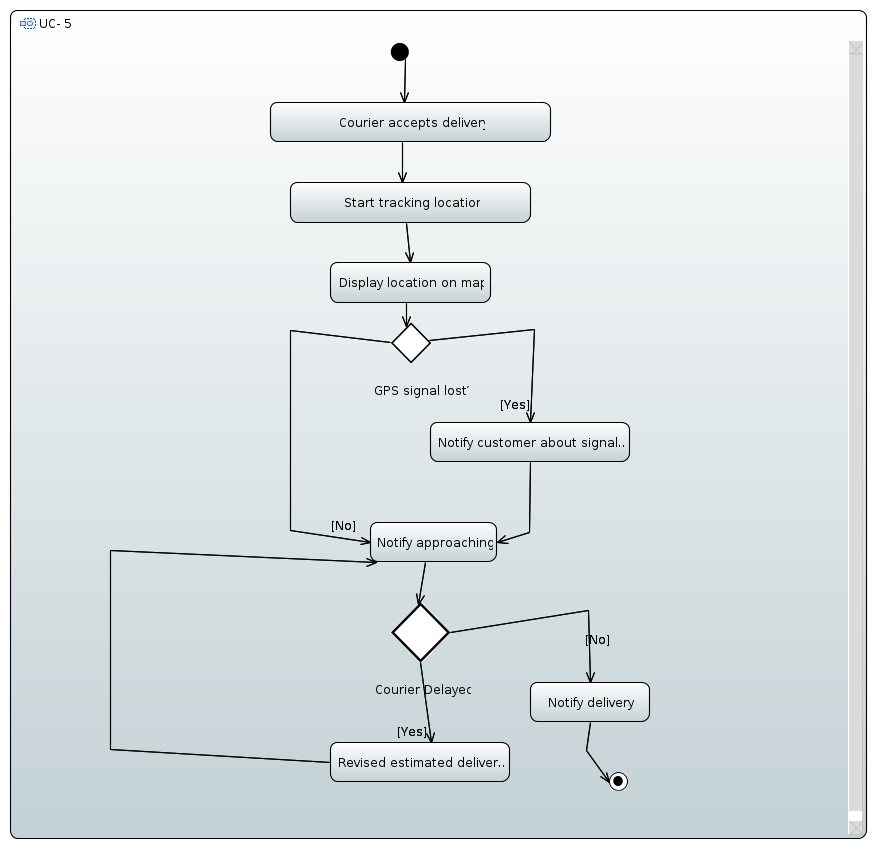 UC- 5
Courier accepts delivery
Start tracking location
Display location on map
GPS signal lost?
[Yes]
Notify customer about signal..
[No]
Notify approaching
[No]
Courier Delayed
[Yes]
Notify delivery
Revised estimated deliver..